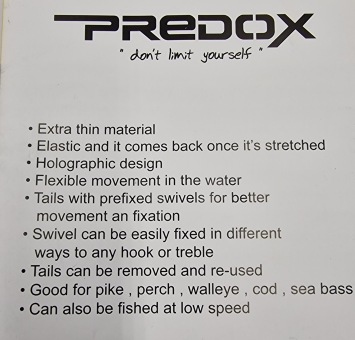 PREDOX
" don't limit yourself "
• Extra thin material
• Elastic and it comes back once it's stretched
• Holographic design
• Flexible movement in the water
• Tails with prefixed swivels for better
movement an fixation
• Swivel can be easily fixed in different
ways to any hook or treble
• Tails can be removed and re-used
• Good for pike , perch , walleye , cod , sea bass
• Can also be fished at low speed